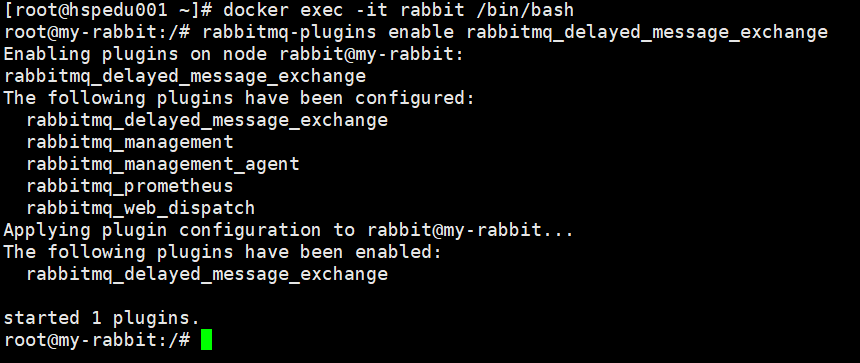 [root@hspedu001 ~]# docker exec -it rabbit /bin/bash
root@my-rabbit:/# rabbitmq-plugins enable rabbitmq_delayed_message_exchange
Enabling plugins on node rabbit@my-rabbit:
rabbitmq_delayed_message_exchange
The following plugins have been configured:
  rabbitmq_delayed_message_exchange
  rabbitmq_management
  rabbitmq_management_agent
  rabbitmq_prometheus
  rabbitmq_web_dispatch
Applying plugin configuration to rabbit@my-rabbit...
The following plugins have been enabled:
  rabbitmq_delayed_message_exchange

started 1 plugins.
root@my-rabbit:/#